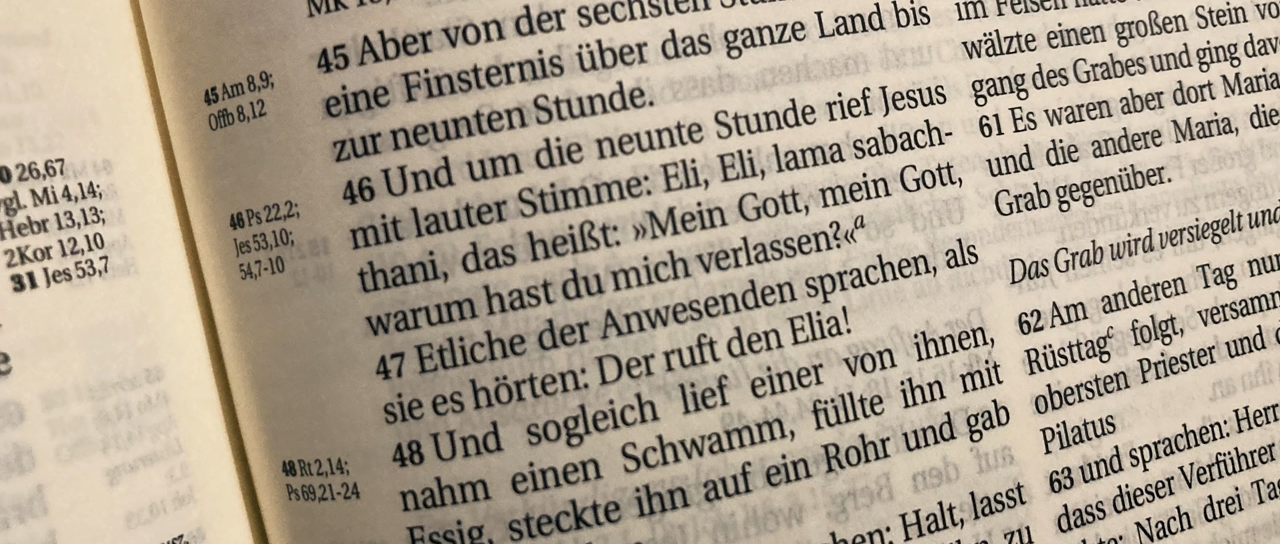 26,67
vgl. Mi 4,14;
Hebr 13,13;
2Kor 12,10
31 Jes 53,7
45 Am 8,9;
Offb 8,12
46 Ps 22,2;
Jes 53,10;
54,7-10
48 Rt 2,14;
Ps 69,21-24
45 Aber von der sechsten
eine Finsternis über das ganze Land bis
zur neunten Stunde.
46 Und um die neunte Stunde rief Jesus
mit lauter Stimme: Eli, Eli, lama sabach-
thani, das heißt: »Mein Gott, mein Gott,
warum hast du mich verlassen?«a
47 Etliche der Anwesenden sprachen, als
sie es hörten: Der ruft den Elia!
48 Und sogleich lief einer von ihnen,
nahm einen Schwamm, füllte ihn mit
Essig, steckte ihn auf ein Rohr und gab
Halt, lasst
zu
im Felsen
wälzte einen großen Stein
gang des Grabes und ging
61 Es waren aber dort Maria
und die andere Maria, die
Grab gegenüber.
Das Grab wird versiegelt und
62 Am anderen Tag
Rüsttagc folgt,
obersten Priester und
Pilatus
63 und sprachen: Herr
dass dieser Verführer
Nach drei